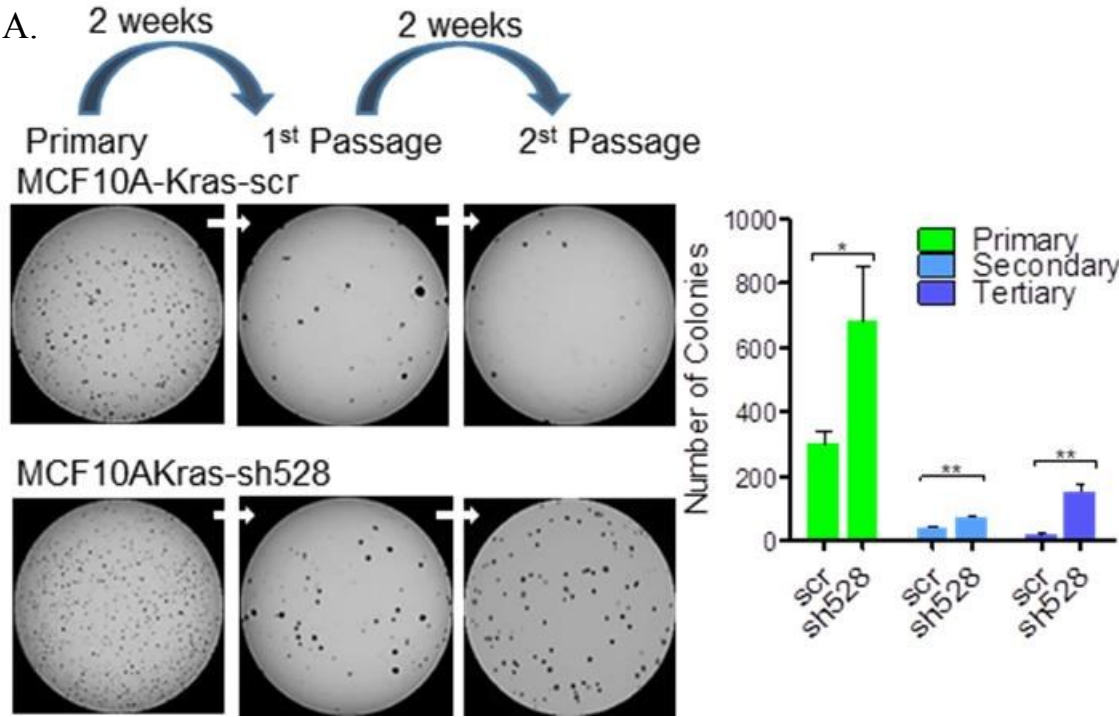 A.
2 weeks 2 weeks
Primary 1st Passage 2st Passage
MCF10A-Kras-scr
MCF10AKras-sh528
Number of Colonies
1000
800
600
400
200
0
Primary
Secondary
Tertiary
*
**
**
scr sh528 scr sh528 scr sh528